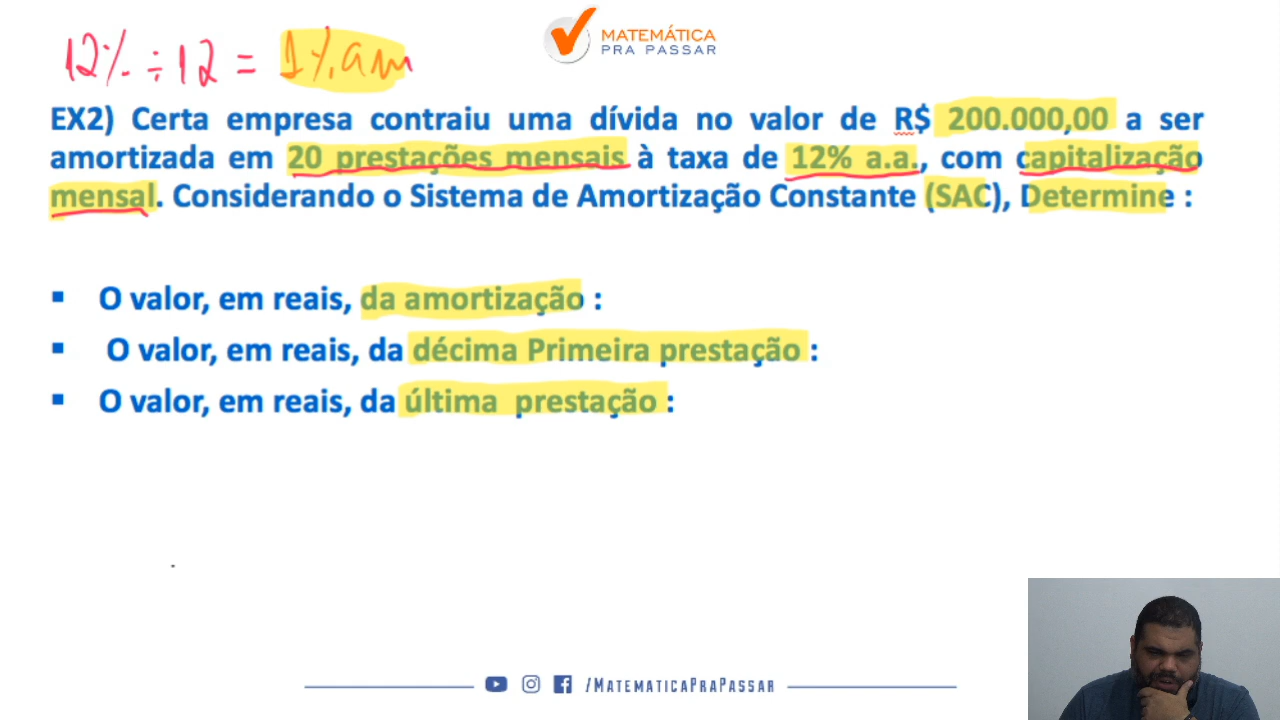 MATEMÁTICA
PRA PASSAR
12% ÷ 12 = 1% am
EX2) Certa empresa contraiu uma dívida no valor de R$ 200.000,00 a ser
amortizada em 20 prestações mensais à taxa de 12% a.a., com capitalização
mensal. Considerando o Sistema de Amortização Constante (SAC), Determine :
▪ O valor, em reais, da amortização :
▪ O valor, em reais, da décima Primeira prestação :
▪ O valor, em reais, da última prestação :
/MATEMATICAPRAPASSAR